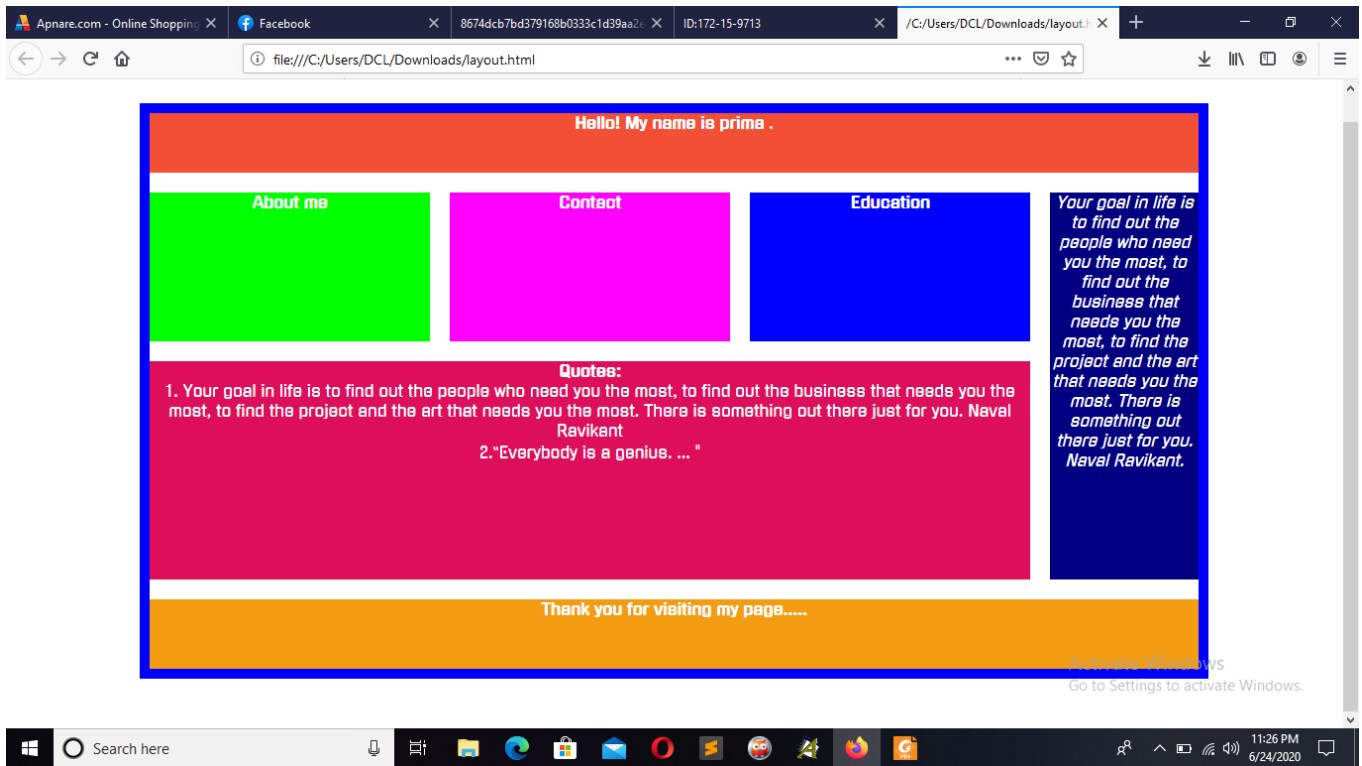 Apnare.com - Online Shopping
Facebook
8674dcb7bd379168b0333c1d39aa2e
ID:172-15-9713
/C:/Users/DCL/Downloads/layout.h
file:///C:/Users/DCL/Downloads/layout.html
Hello! My name is prima .
About me
Contact
Education
Your goal in life is
to find out the
people who need
you the most, to
find out the
business that
needs you the
most, to find the
project and the art
that needs you the
most. There is
something out
there just for you.
Naval Ravikant.
Quotes:
1. Your goal in life is to find out the people who need you the most, to find out the business that needs you the
most, to find the project and the art that needs you the most. There is something out there just for you. Naval
Ravikant
2.“Everybody is a genius. ... "
Thank you for visiting my page.....
Activate Windows
Go to Settings to activate Windows.
Search here
11:26 PM
6/24/2020